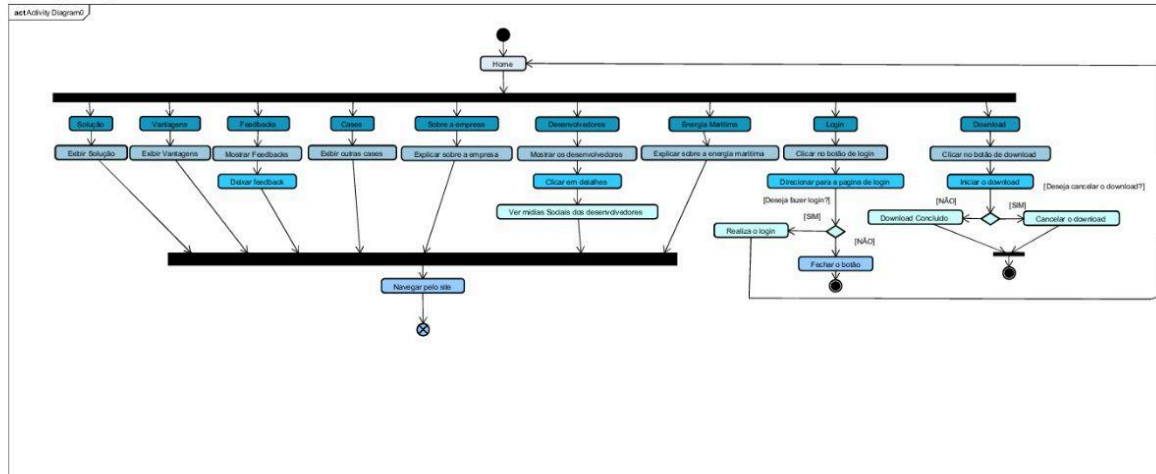 act Activity Diagram0
Home
Solução
Vantagens
Feedbacks
Cases
Sobre a empresa
Desenvolvedores
Energia Maritima
Login
Download
Exibir Solução
Exibir Vantagens
Mostrar Feedbacks
Exibir outras cases
Explicar sobre a empresa
Mostrar os desenvolvedores
Explicar sobre a energia maritima
Clicar no botão de login
Clicar no botão de download
Deixar feedback
Clicar em detalhes
Direcionar para a pagina de login
Iniciar o download
[Deseja cancelar o download?]
[Deseja fazer login?]
[NÃO]
[SIM]
Ver mídias Sociais dos desenvolvedores
[SIM]
Download Concluido
Cancelar o download
Realiza o login
[NÃO]
Fechar o botão
Navegar pelo site